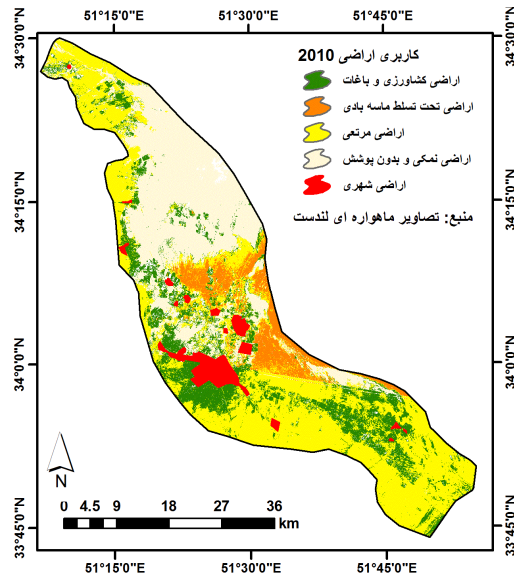 51°15'0"E 51°30'0"E 51°45'0"E
34°30'0"N 34°30'0"N
کاربری اراضی 2010
اراضی کشاورزی و باغات
اراضی تحت تسلط ماسه بادی
اراضی مرتعی
اراضی نمکی و بدون پوشش
اراضی شهری
34°15'0"N 34°15'0"N
منبع: تصاویر ماهواره ای لندست
34°0'0"N 34°0'0"N
N
0 4.5 9 18 27 36
km
33°45'0"N 33°45'0"N
51°15'0"E 51°30'0"E 51°45'0"E